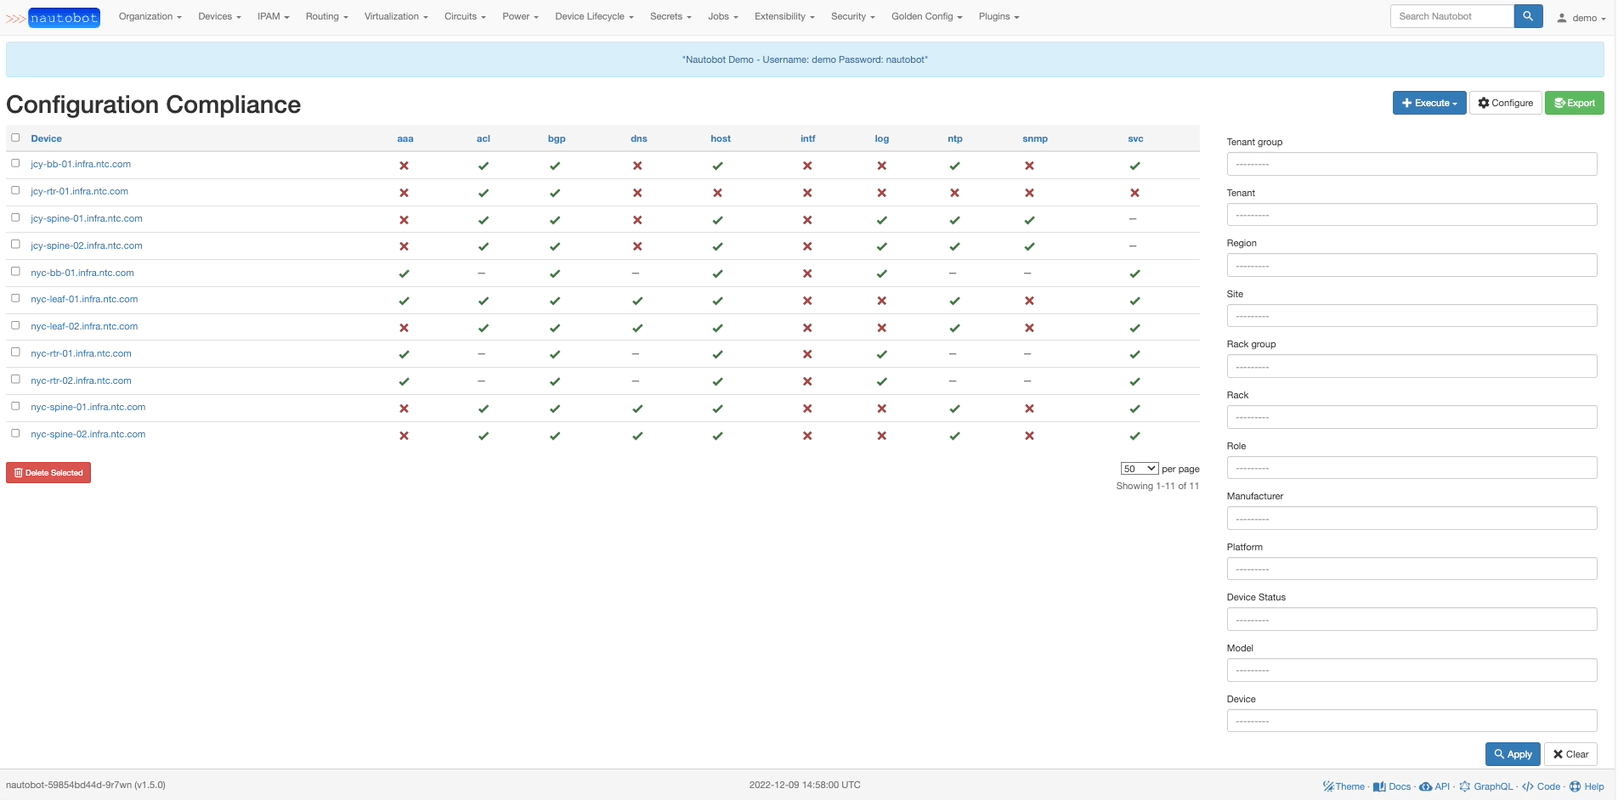 nautobot Organization Devices IPAM Routing Virtualization Circuits Power Device Lifecycle Secrets Jobs Extensibility Security Golden Config Plugins Search Nautobot demo
"Nautobot Demo - Username: demo Password: nautobot"
Configuration Compliance Execute Configure Export
Device aaa acl bgp dns host intf log ntp snmp svc
jcy-bb-01.infra.ntc.com
jcy-rtr-01.infra.ntc.com
jcy-spine-01.infra.ntc.com —
jcy-spine-02.infra.ntc.com —
nyc-bb-01.infra.ntc.com — — — —
nyc-leaf-01.infra.ntc.com
nyc-leaf-02.infra.ntc.com
nyc-rtr-01.infra.ntc.com — — — —
nyc-rtr-02.infra.ntc.com — — — —
nyc-spine-01.infra.ntc.com
nyc-spine-02.infra.ntc.com
Delete Selected
50 per page
Showing 1-11 of 11
Tenant group
---------
Tenant
---------
Region
---------
Site
---------
Rack group
---------
Rack
---------
Role
---------
Manufacturer
---------
Platform
---------
Device Status
---------
Model
---------
Device
---------
Apply Clear
nautobot-59854bd44d-9r7wn (v1.5.0) 2022-12-09 14:58:00 UTC Theme · Docs · API · GraphQL · Code · Help